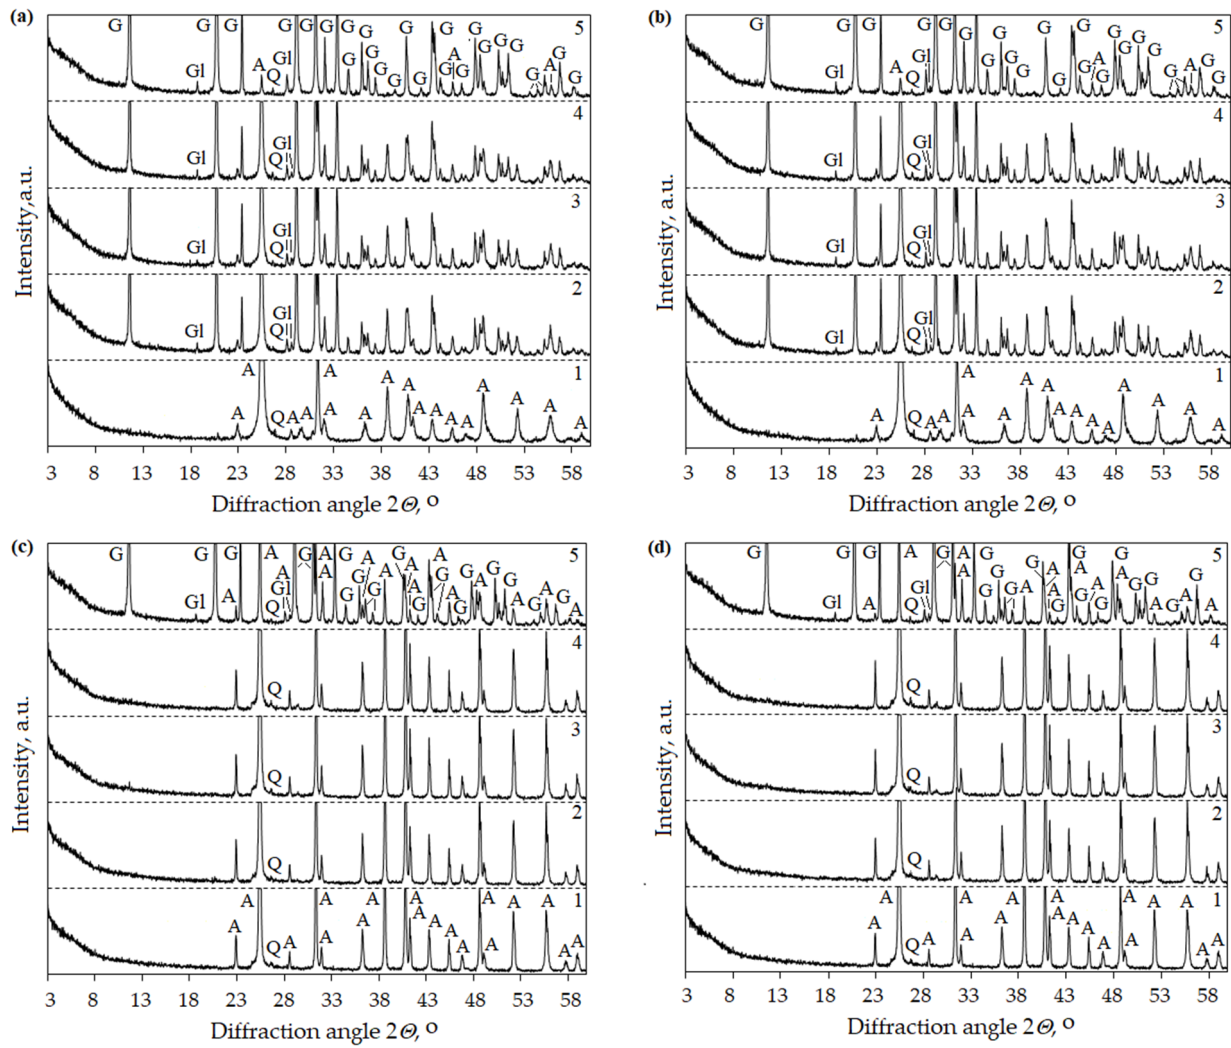 (a)
G G G G G G G G G G G G G G G G G G G G G G G G
Gl A Q Gl A A
5
4
Gl Q Gl
3
Gl Q Gl
2
Gl Q Gl
1
A A A A A A A A A A A A A A A A A
Q
Intensity,a.u.
3 8 13 18 23 28 33 38 43 48 53 58
Diffraction angle 2Θ, º
(b)
G G G G G G G G G G G G G G G G G G G G G G
Gl A Q Gl A A
5
4
Gl Q Gl
3
Gl Q Gl
2
Gl Q Gl
1
A A A A A A A A A A A A A A A A A
Q
Intensity, a.u.
3 8 13 18 23 28 33 38 43 48 53 58
Diffraction angle 2Θ, º
(c)
G G G A G A A G A G A G A G A G G A G A G
Gl A Q Gl A G G A A G A G A
5
4
Q
3
Q
2
Q
1
A A A A A A A A A A A A A A A A A
Q
Intensity, a.u.
3 8 13 18 23 28 33 38 43 48 53 58
Diffraction angle 2Θ, º
(d)
G G G A G A A G G A G G G A G A G
Gl A Q Gl G G A A G A G G A G A
5
4
Q
3
Q
2
Q
1
A A A A A A A A A A A A A A A A A
Q
Intensity, a.u.
3 8 13 18 23 28 33 38 43 48 53 58
Diffraction angle 2Θ, º